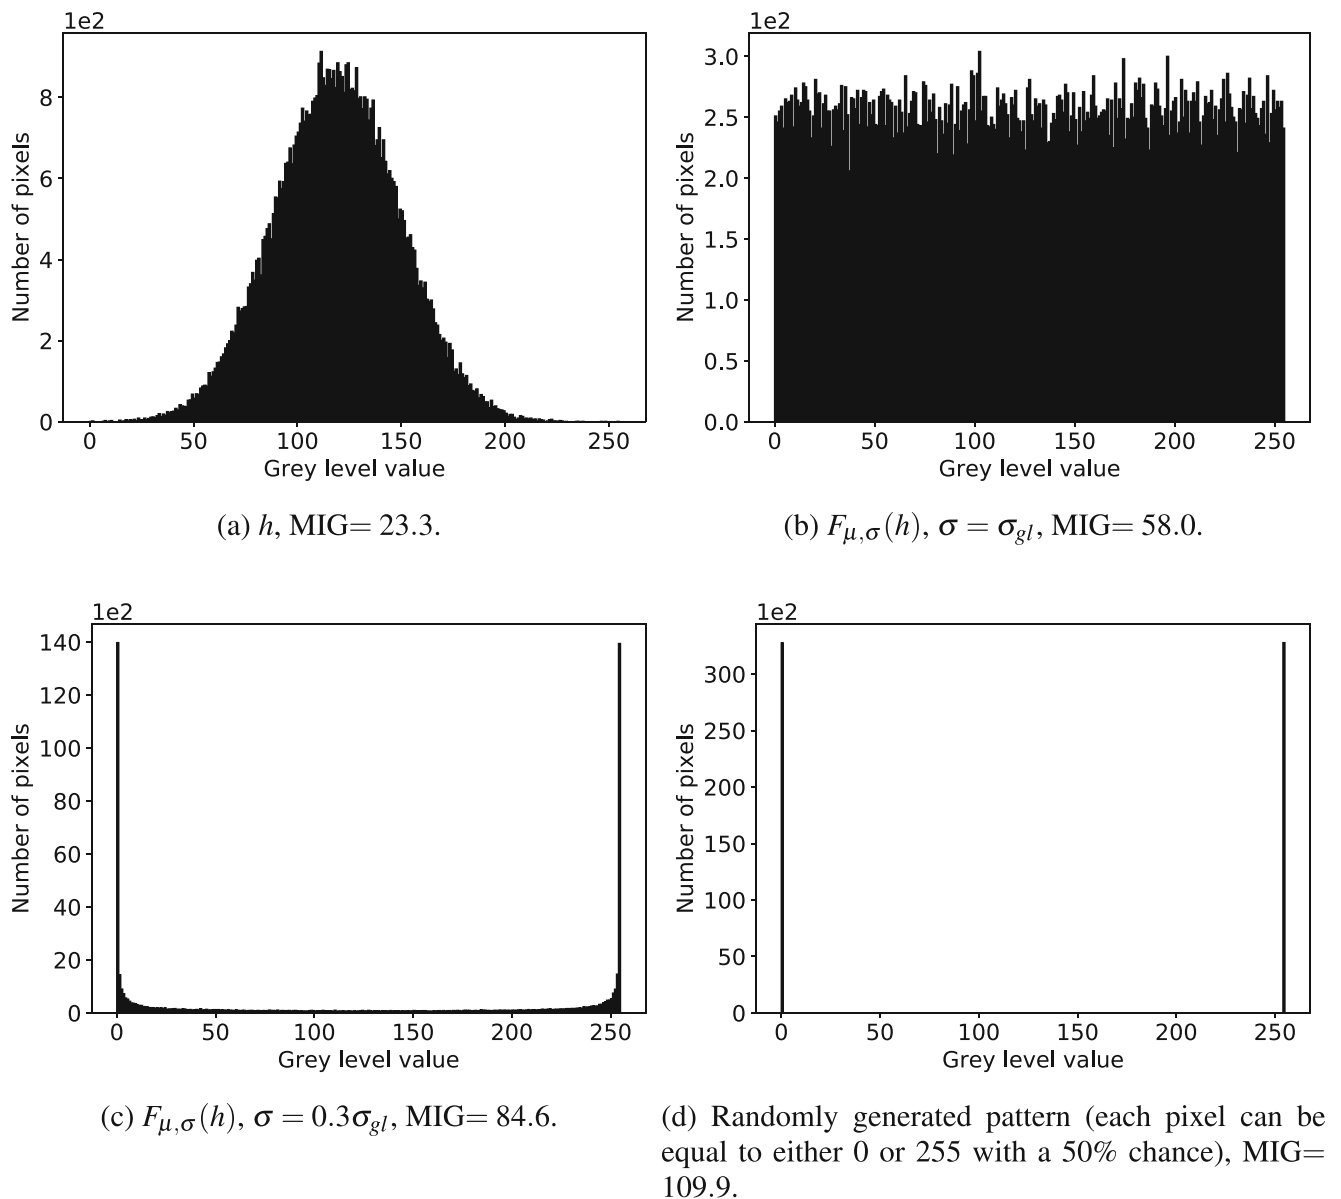 1e2
8
6
4
2
0
Number of pixels
0 50 100 150 200 250
Grey level value
(a) h, MIG= 23.3.
1e2
3.0
2.5
2.0
1.5
1.0
0.5
0.0
Number of pixels
0 50 100 150 200 250
Grey level value
(b) Fμ,σ(h), σ = σgl, MIG= 58.0.
1e2
140
120
100
80
60
40
20
0
Number of pixels
0 50 100 150 200 250
Grey level value
(c) Fμ,σ(h), σ = 0.3σgl, MIG= 84.6.
1e2
300
250
200
150
100
50
0
Number of pixels
0 50 100 150 200 250
Grey level value
(d) Randomly generated pattern (each pixel can be
equal to either 0 or 255 with a 50% chance), MIG=
109.9.